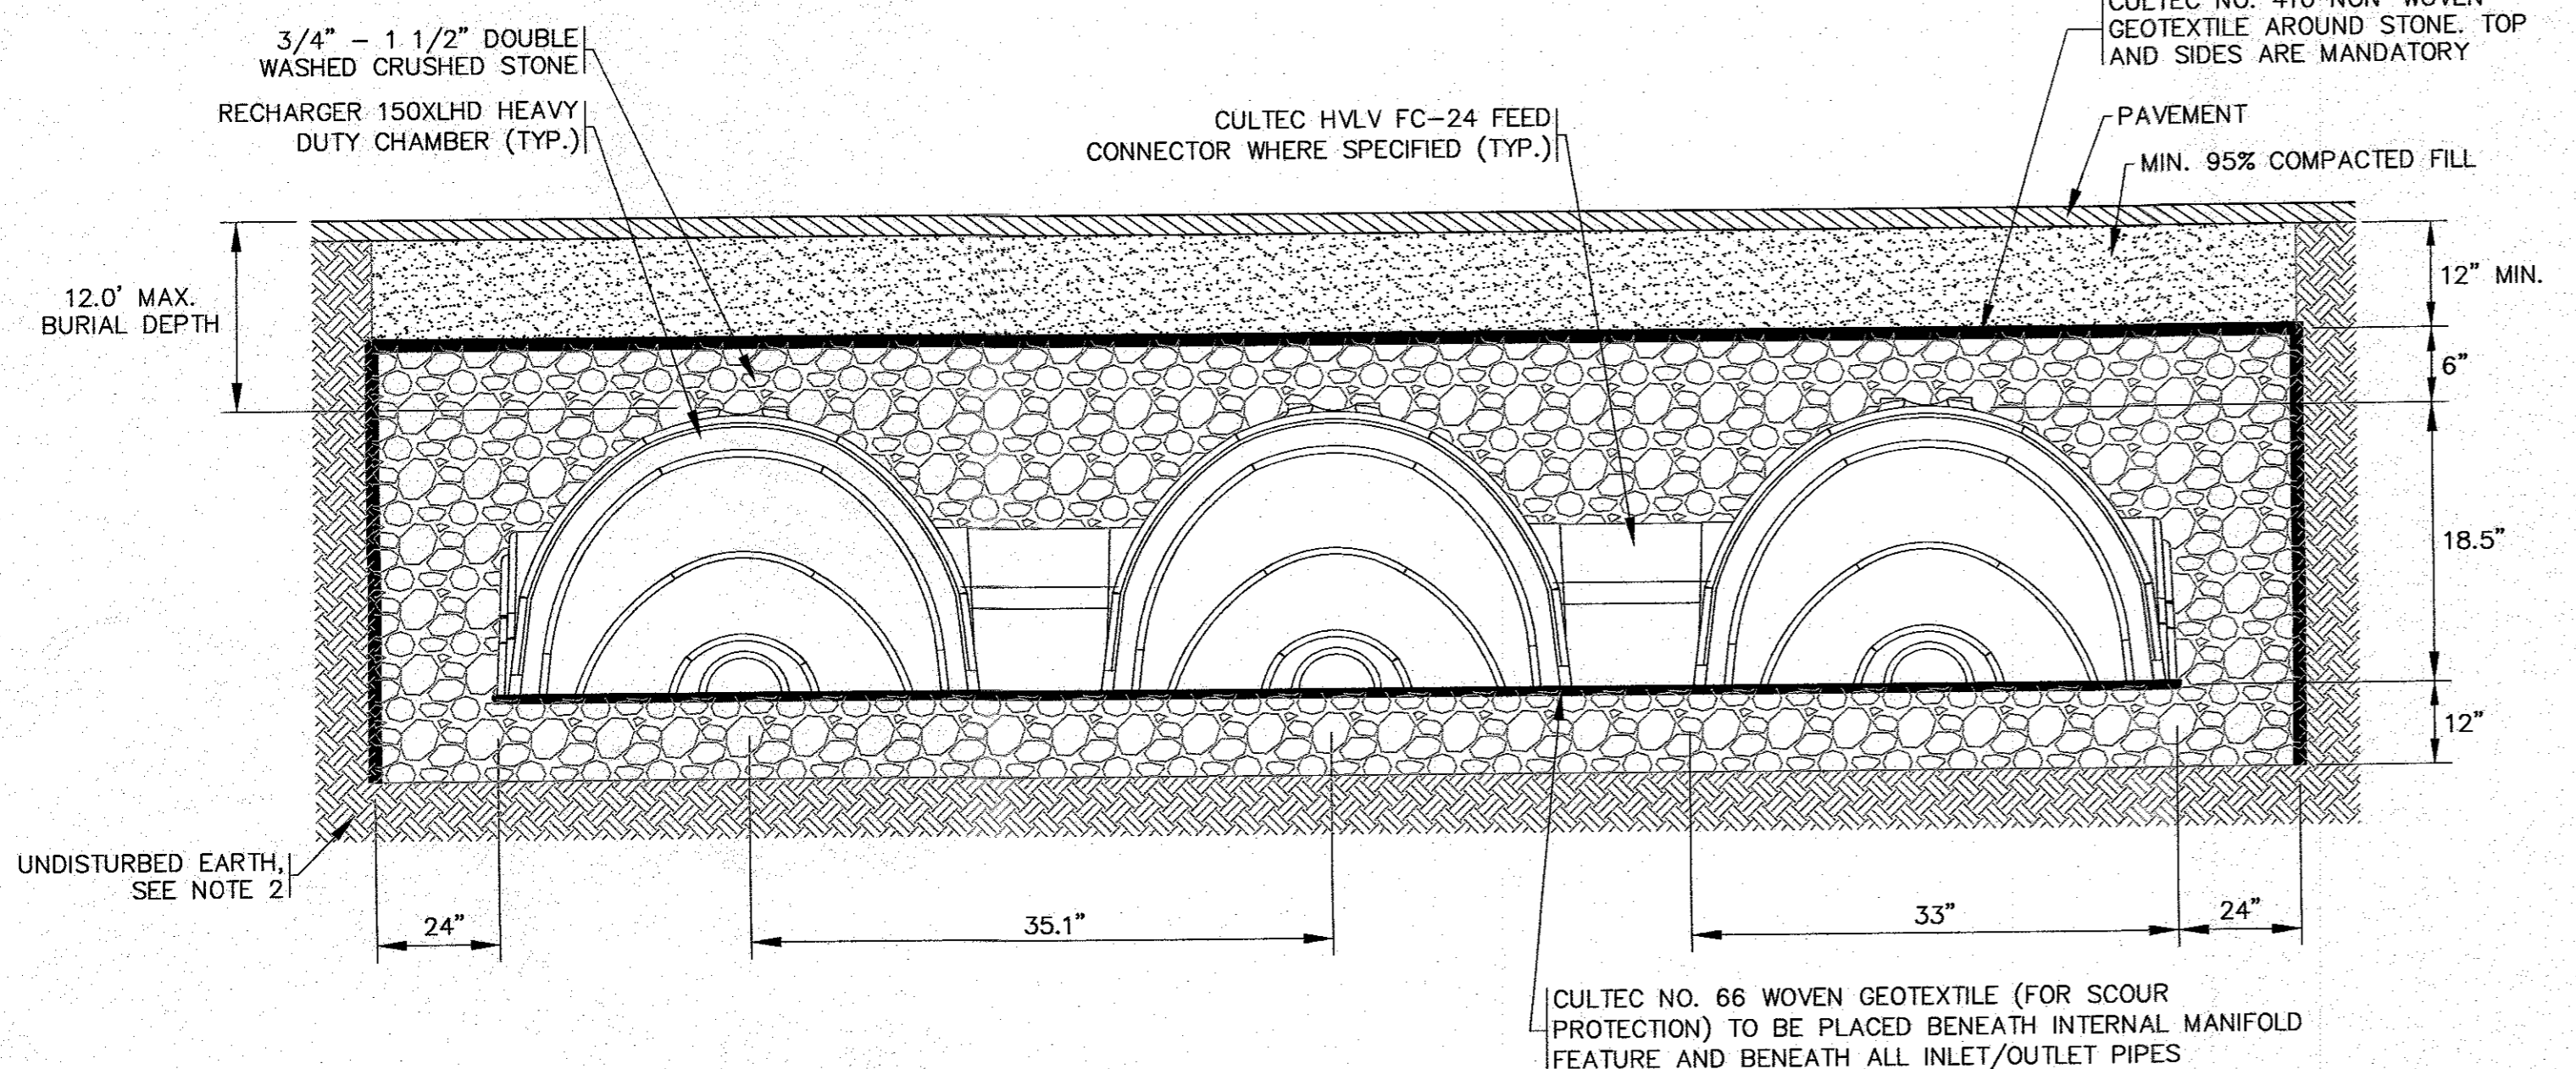 3/4" – 1 1/2" DOUBLE
WASHED CRUSHED STONE
RECHARGER 150XLHD HEAVY
DUTY CHAMBER (TYP.)
CULTEC HVLV FC–24 FEED
CONNECTOR WHERE SPECIFIED (TYP.)
CULTEC NO. 410 NON–WOVEN
GEOTEXTILE AROUND STONE. TOP
AND SIDES ARE MANDATORY
PAVEMENT
MIN. 95% COMPACTED FILL
12.0' MAX.
BURIAL DEPTH
12" MIN.
6"
18.5"
12"
UNDISTURBED EARTH,
SEE NOTE 2
24"
35.1"
33"
24"
CULTEC NO. 66 WOVEN GEOTEXTILE (FOR SCOUR
PROTECTION) TO BE PLACED BENEATH INTERNAL MANIFOLD
FEATURE AND BENEATH ALL INLET/OUTLET PIPES